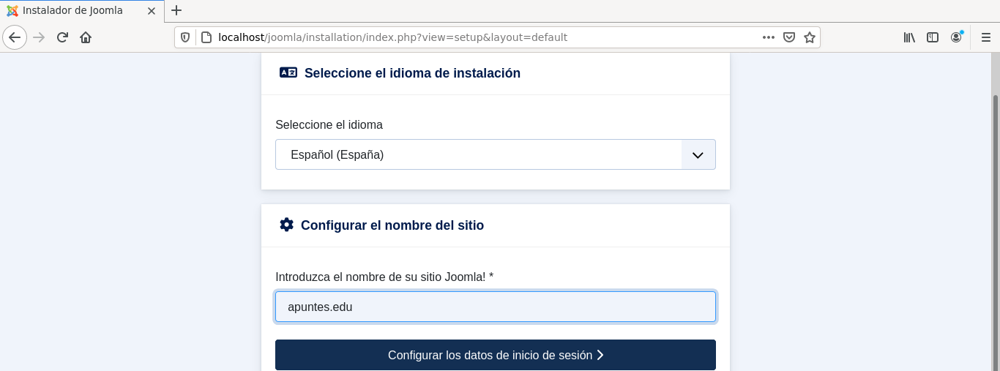 Instalador de Joomla
localhost/joomla/installation/index.php?view=setup&layout=default
Seleccione el idioma de instalación
Seleccione el idioma
Español (España)
Configurar el nombre del sitio
Introduzca el nombre de su sitio Joomla! *
apuntes.edu
Configurar los datos de inicio de sesión